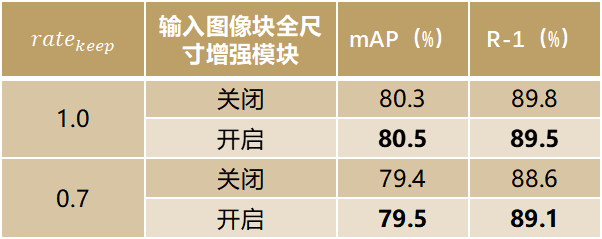 rate_keep 输入图像块全尺寸增强模块 mAP（%） R-1（%）
1.0 关闭 80.3 89.8
开启 80.5 89.5
0.7 关闭 79.4 88.6
开启 79.5 89.1